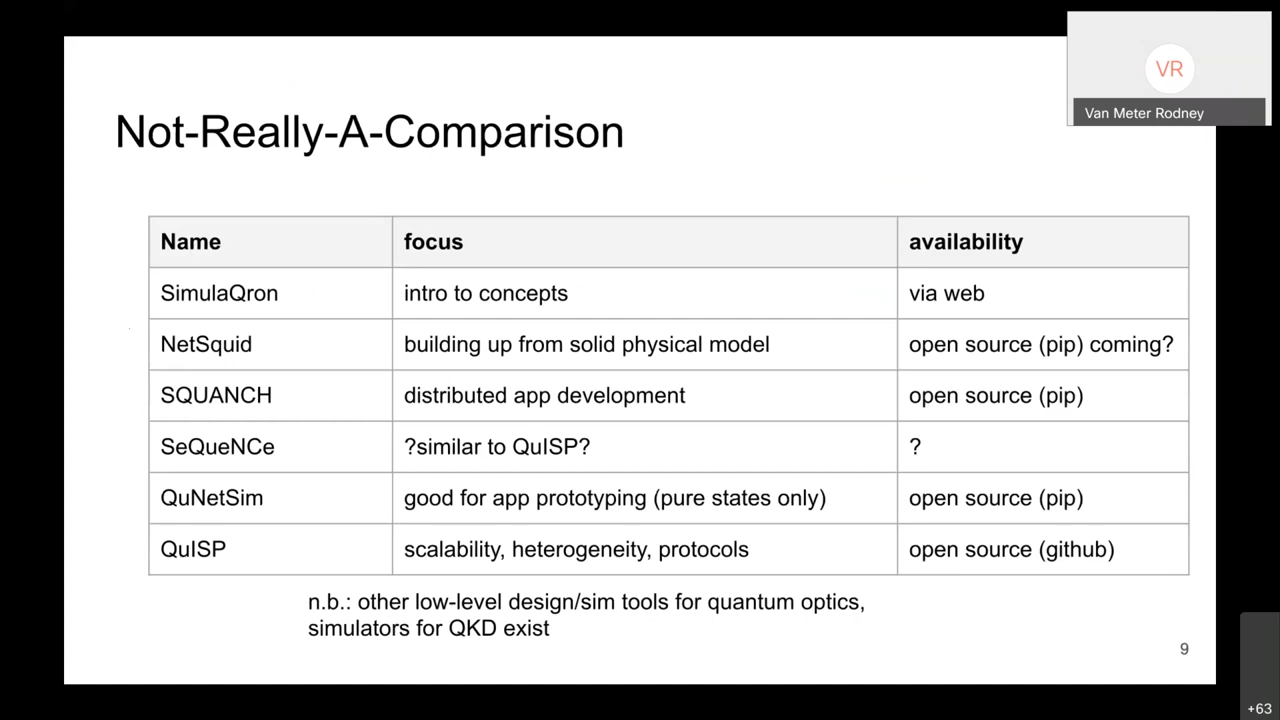 VR
Van Meter Rodney
Not-Really-A-Comparison
Name focus availability
SimulaQron intro to concepts via web
NetSquid building up from solid physical model open source (pip) coming?
SQUANCH distributed app development open source (pip)
SeQueNCe ?similar to QuISP? ?
QuNetSim good for app prototyping (pure states only) open source (pip)
QuISP scalability, heterogeneity, protocols open source (github)
n.b.: other low-level design/sim tools for quantum optics,
simulators for QKD exist
9
+63